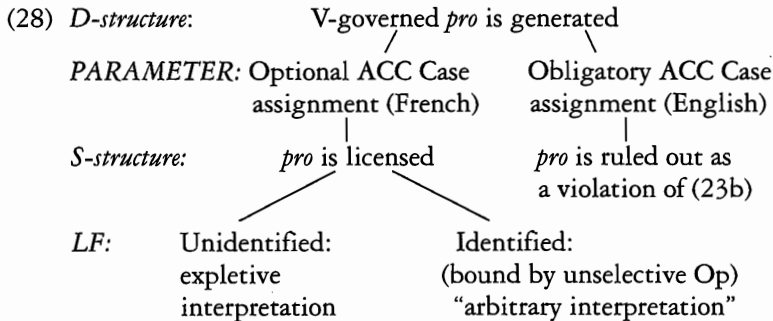 (28) D-structure: V-governed pro is generated
PARAMETER: Optional ACC Case Obligatory ACC Case
assignment (French) assignment (English)
S-structure: pro is licensed pro is ruled out as
a violation of (23b)
LF: Unidentified: Identified:
expletive (bound by unselective Op)
interpretation “arbitrary interpretation”